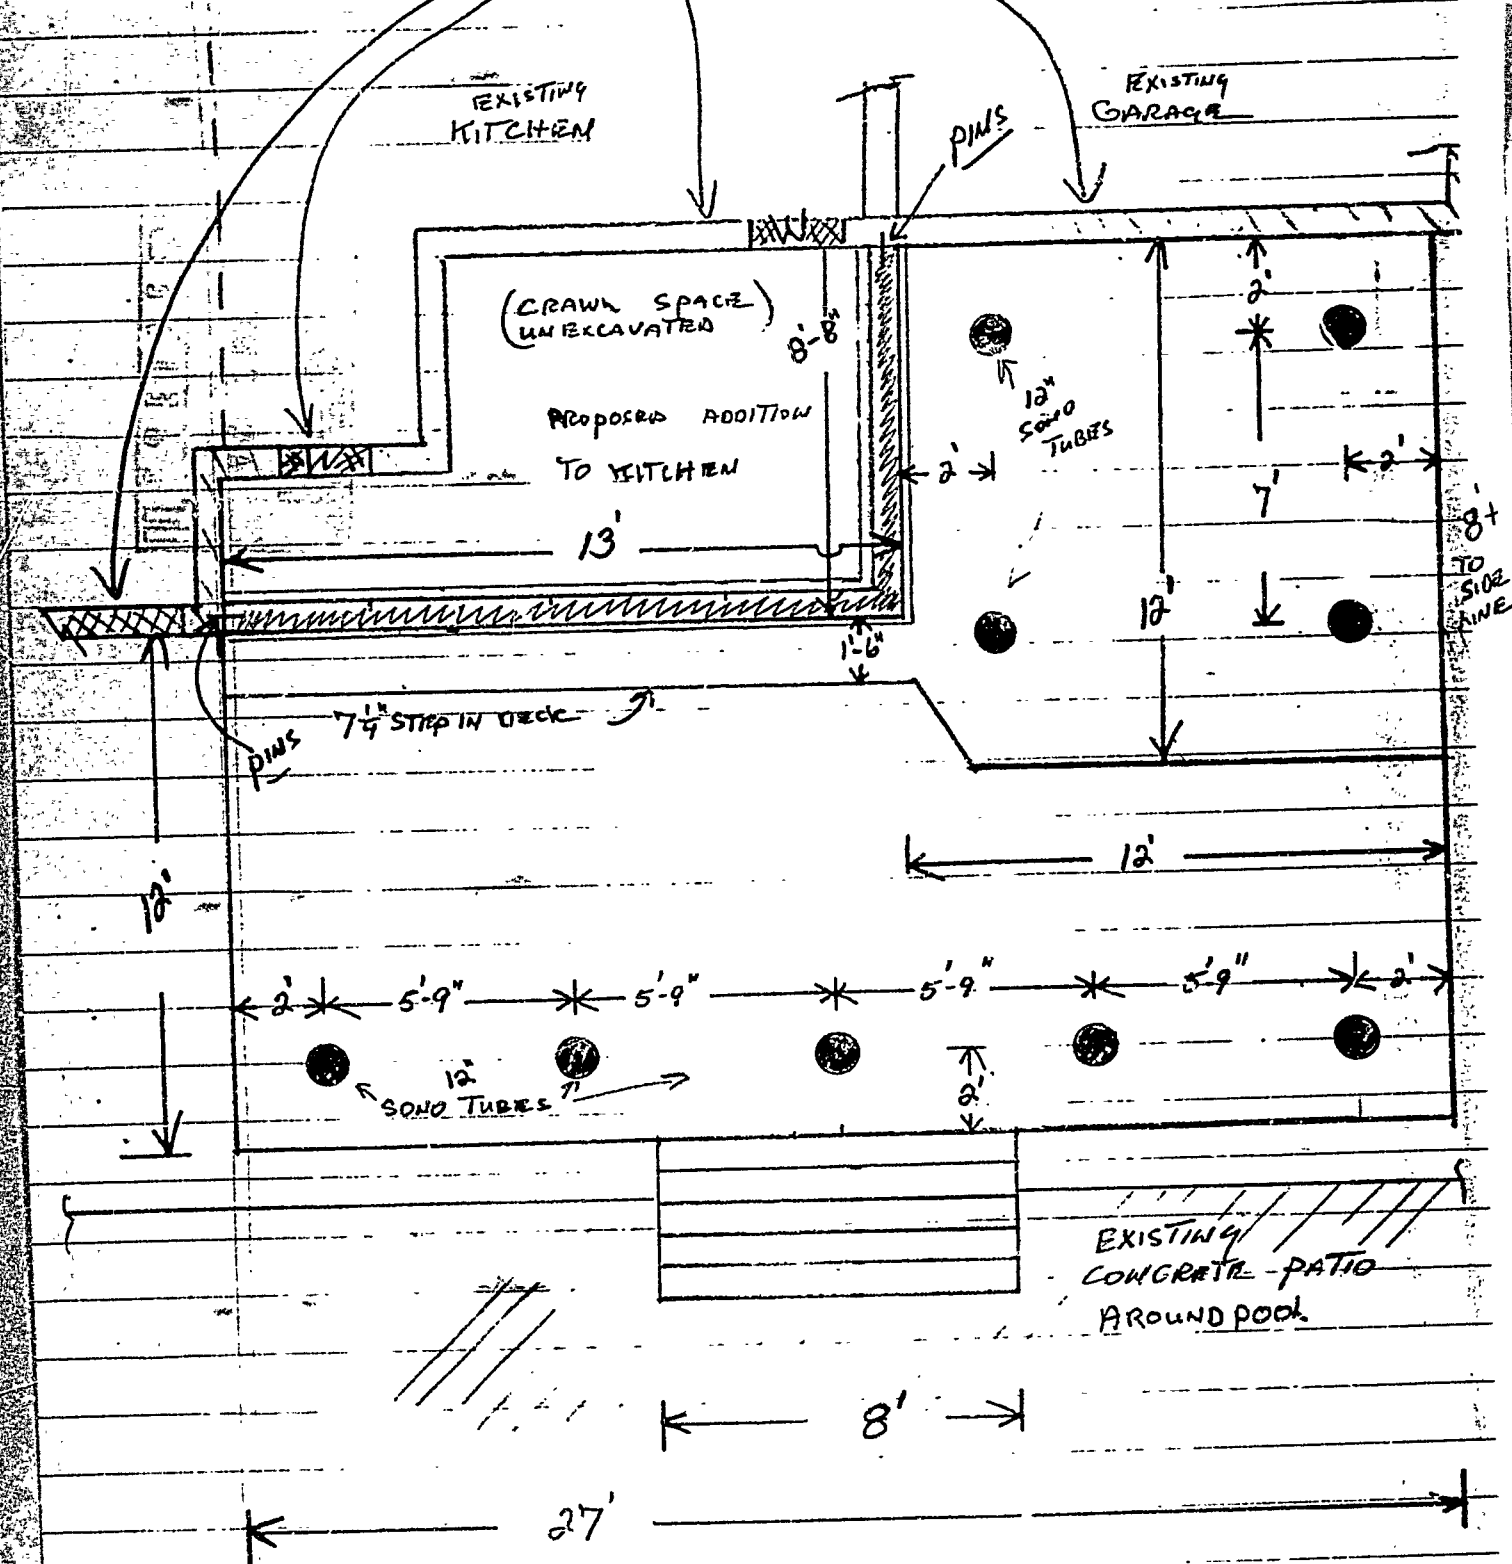 EXISTING
KITCHEN
EXISTING
GARAGE
PINS
(CRAWL SPACE)
UNEXCAVATED
8'-8"
2'
12"
SONO
TUBES
PROPOSED ADDITION
TO KITCHEN
2'
2'
7'
13'
8'+
TO
SIDE
LINE
12'
1'-6"
7 1/4" STEP IN DECK
PINS
12'
12'
2' 5'-9" 5'-9" 5'-9" 5'-9" 2'
12"
SONO TUBES
2'
EXISTING
CONCRETE PATIO
AROUND POOL
8'
27'